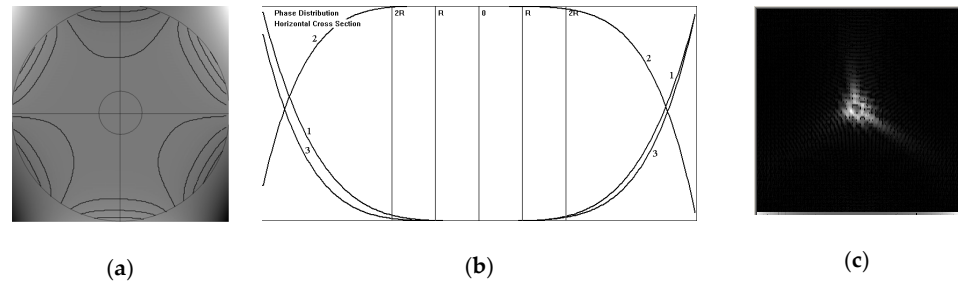 Phase Distribution
Horizontal Cross Section
2R
R
0
R
2R
2
2
1
1
3
3
(a)
(b)
(c)